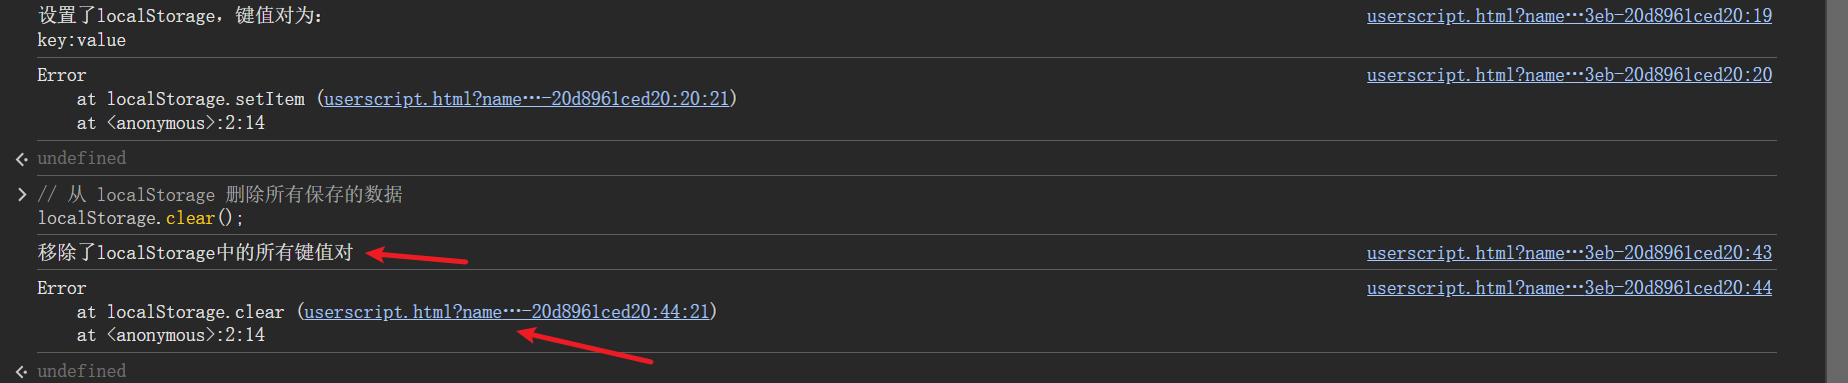 设置了localStorage，键值对为： userscript.html?name…3eb-20d8961ced20:19
key:value
Error userscript.html?name…3eb-20d8961ced20:20
at localStorage.setItem (userscript.html?name…-20d8961ced20:20:21)
at <anonymous>:2:14
undefined
// 从 localStorage 删除所有保存的数据
localStorage.clear();
移除了localStorage中的所有键值对 userscript.html?name…3eb-20d8961ced20:43
Error userscript.html?name…3eb-20d8961ced20:44
at localStorage.clear (userscript.html?name…-20d8961ced20:44:21)
at <anonymous>:2:14
undefined